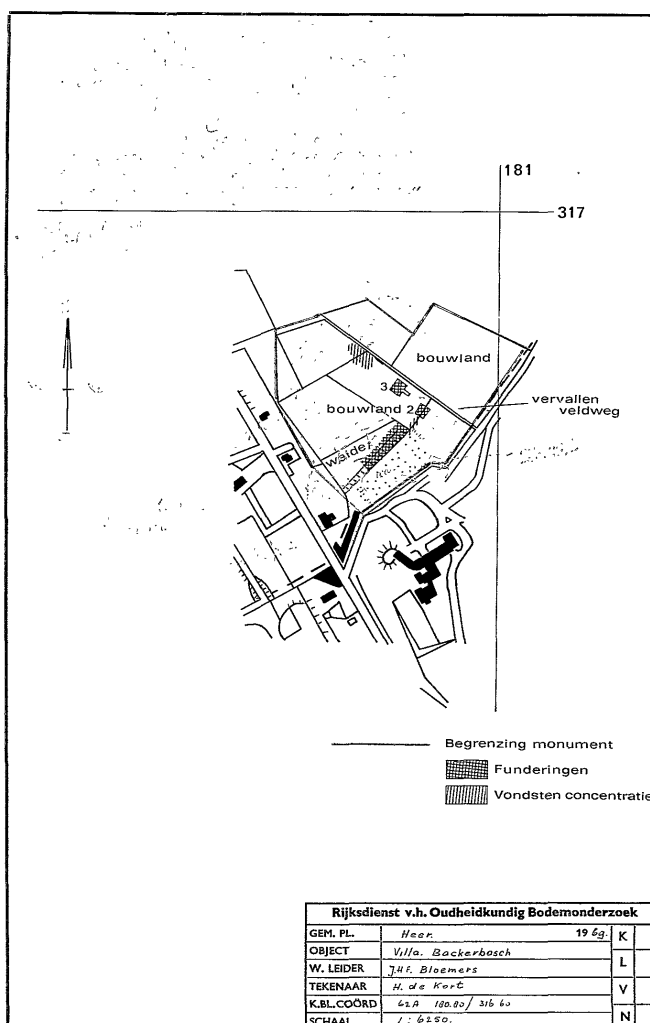 181
317
bouwland
3
bouwland 2
vervallen
veldweg
weide
Begrenzing monument
Funderingen
Vondsten concentratie
Rijksdienst v.h. Oudheidkundig Bodemonderzoek
GEM. PL. Heer. 1969. K
OBJECT Villa. Backerbosch
L
W. LEIDER J.H.F. Bloemers
TEKENAAR H. de Kort V
K.BL.COÖRD 62A 180.80/ 316 60
N
SCHAAL 1: 6250.